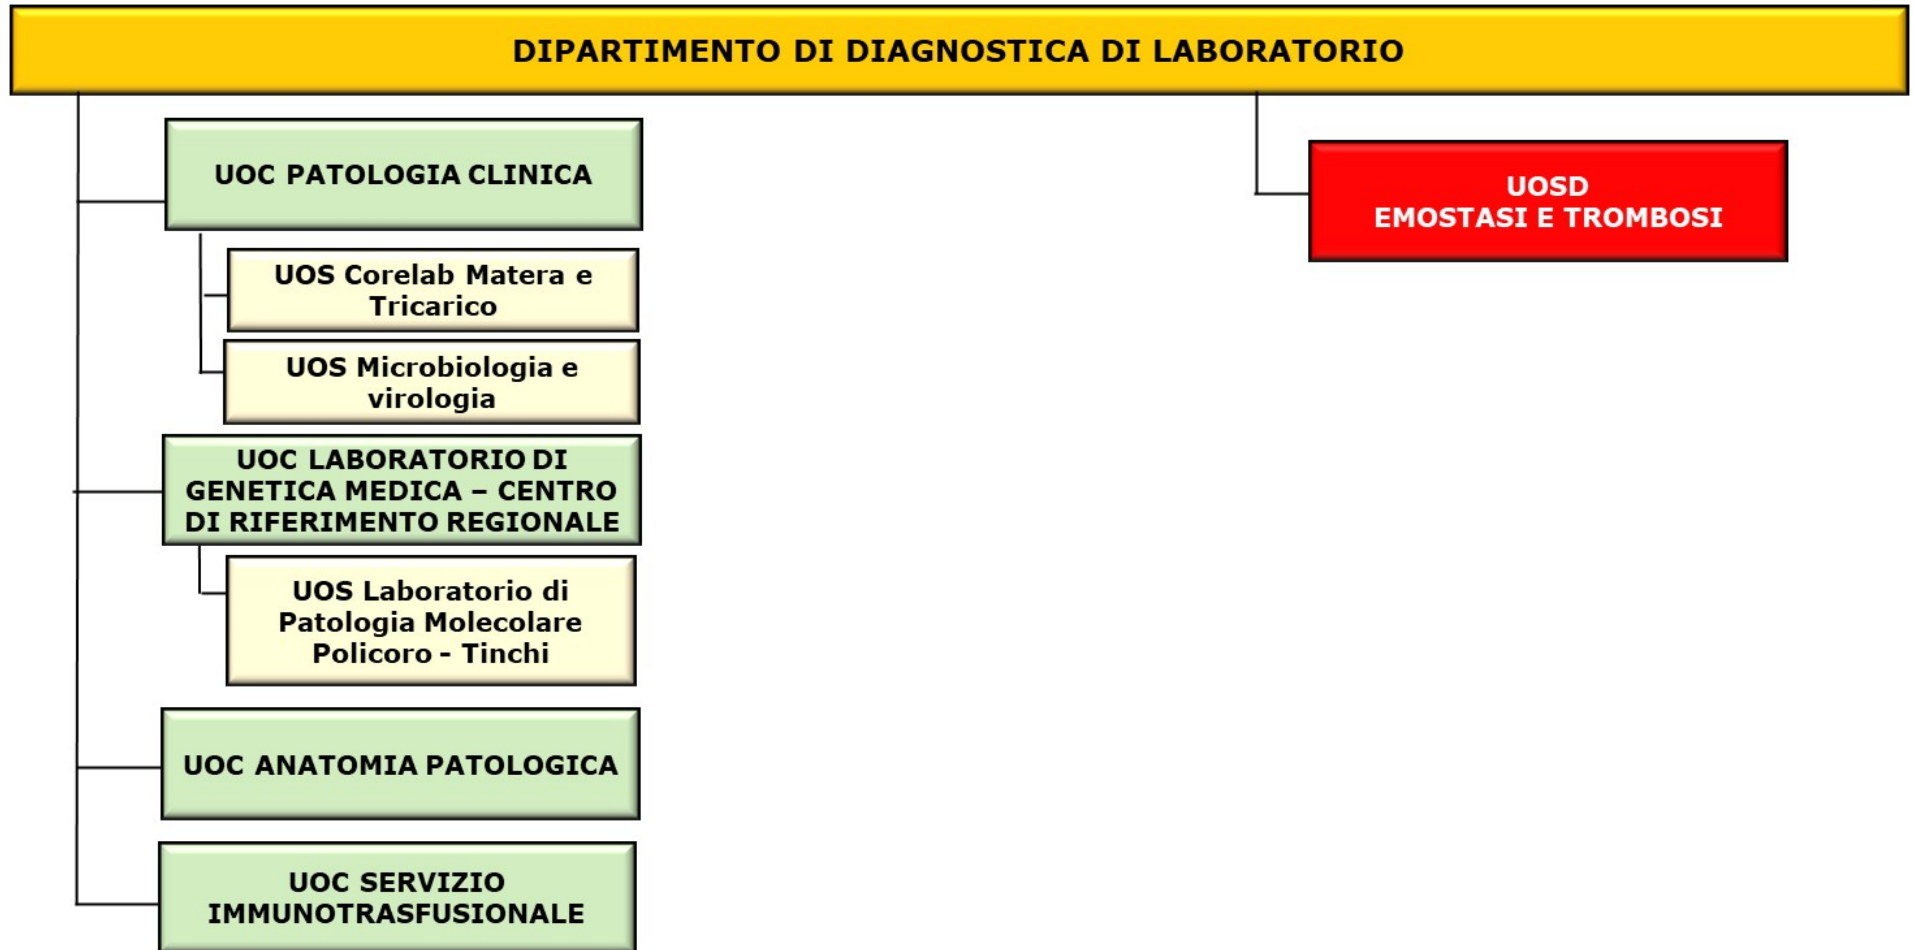 DIPARTIMENTO DI DIAGNOSTICA DI LABORATORIO
UOC PATOLOGIA CLINICA
UOS Corelab Matera e
Tricarico
UOS Microbiologia e
virologia
UOC LABORATORIO DI
GENETICA MEDICA – CENTRO
DI RIFERIMENTO REGIONALE
UOS Laboratorio di
Patologia Molecolare
Policoro - Tinchi
UOC ANATOMIA PATOLOGICA
UOC SERVIZIO
IMMUNOTRASFUSIONALE
UOSD
EMOSTASI E TROMBOSI